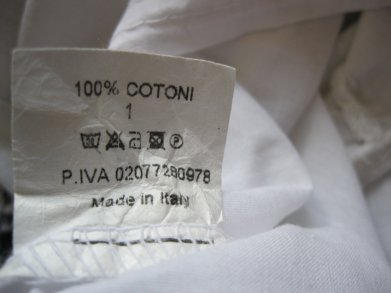 100% COTONI
1
P.IVA 02077280978
Made in Italy